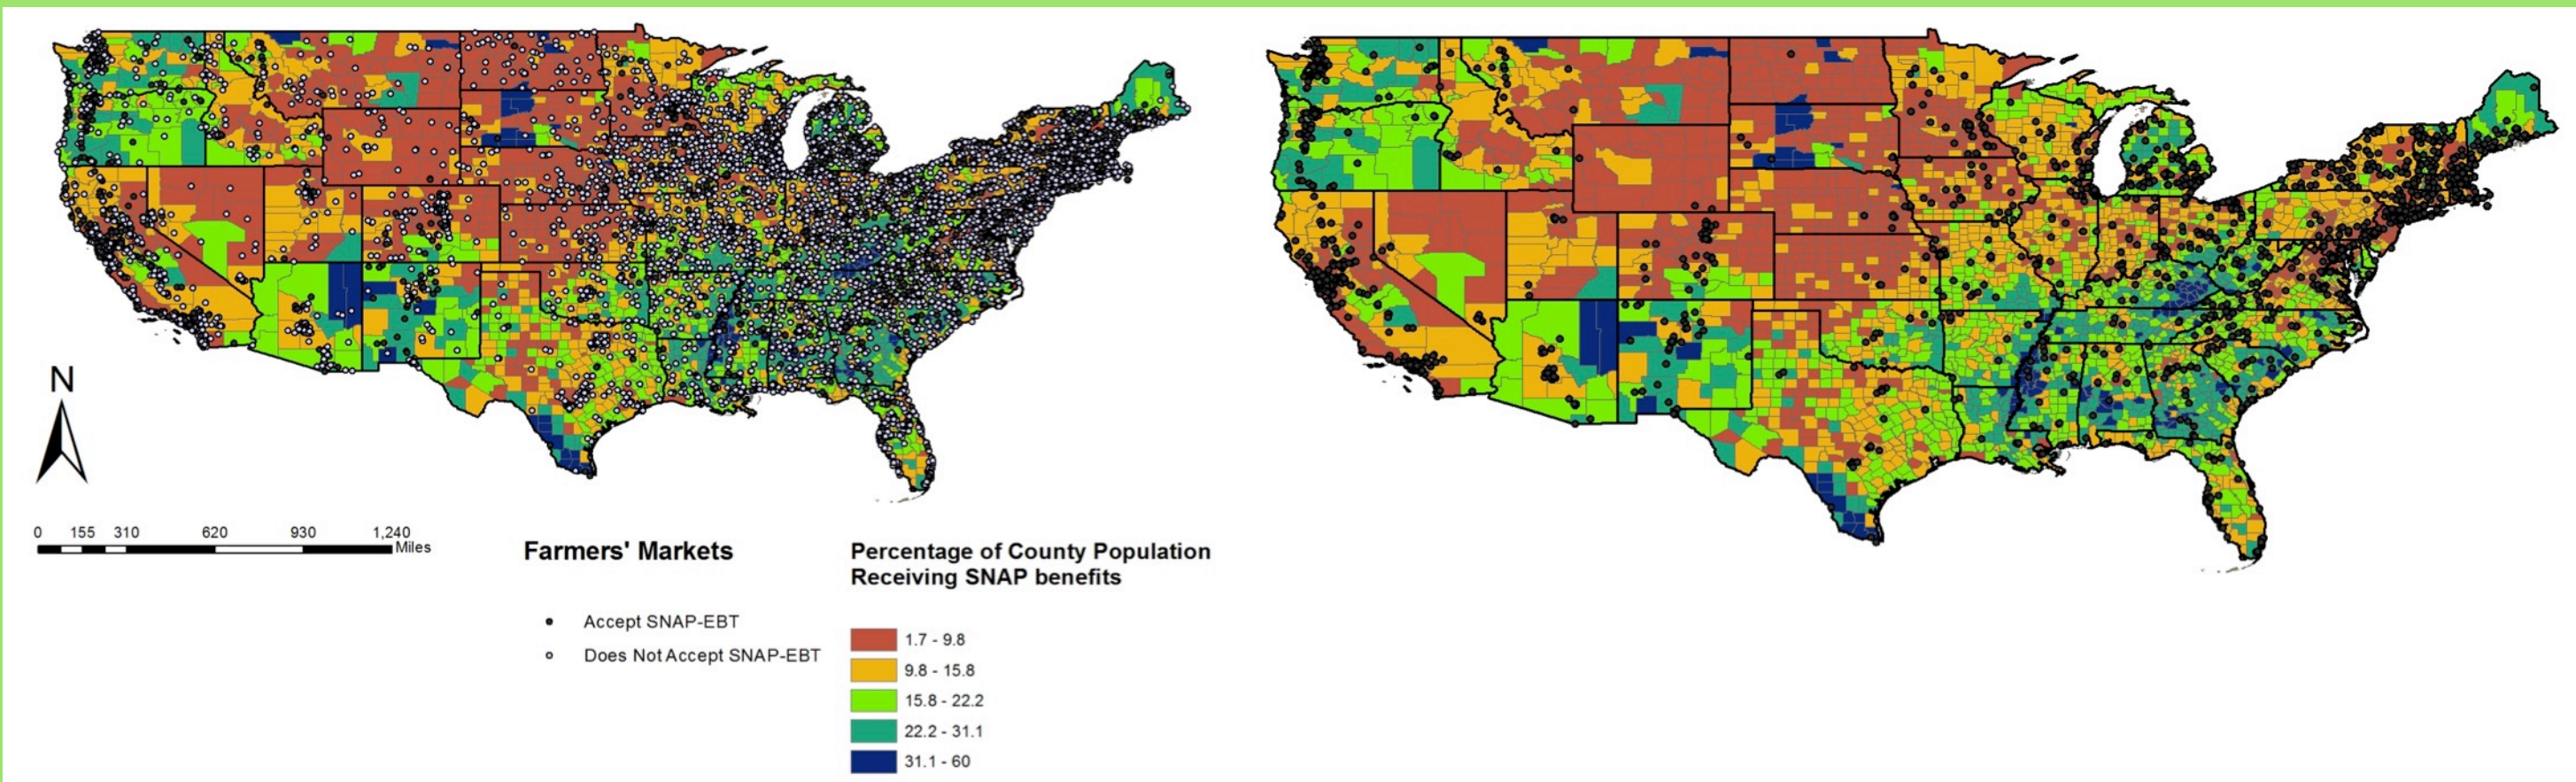 N
0 155 310 620 930 1,240
Miles
Farmers' Markets
Accept SNAP-EBT
Does Not Accept SNAP-EBT
Percentage of County Population
Receiving SNAP benefits
1.7 - 9.8
9.8 - 15.8
15.8 - 22.2
22.2 - 31.1
31.1 - 60